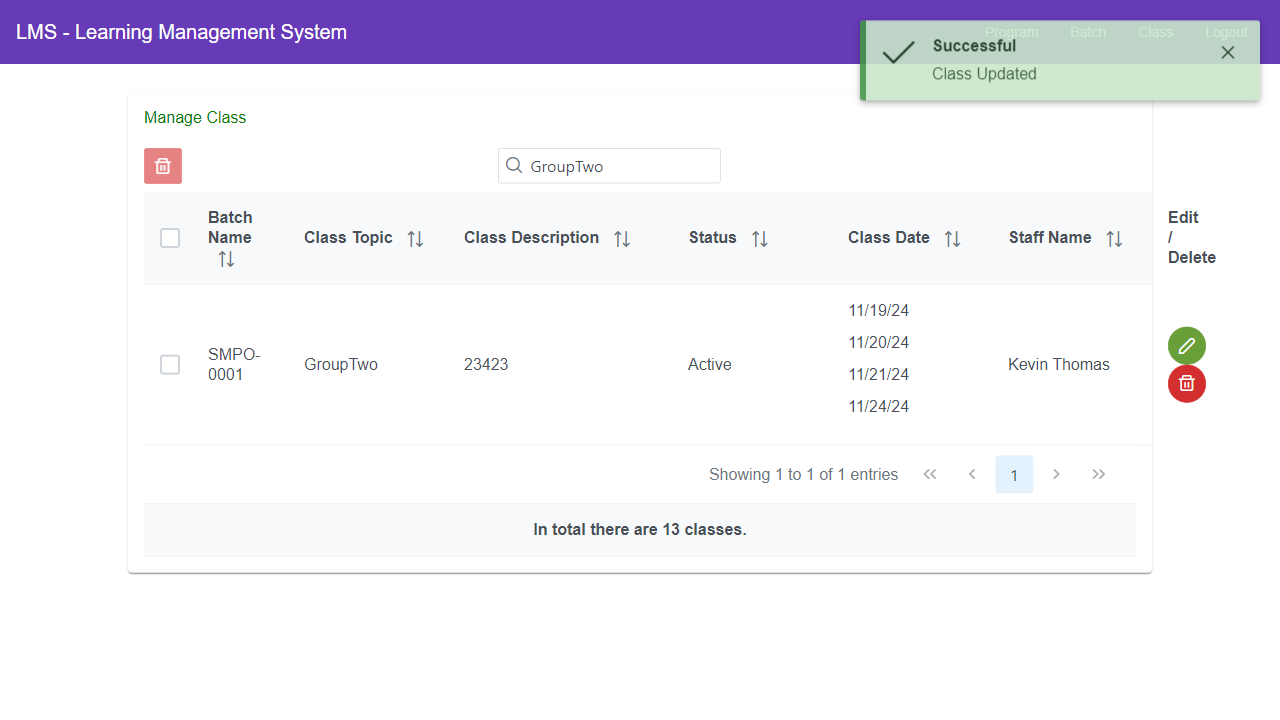 LMS - Learning Management System
Program Batch Class Logout
Successful
Class Updated
Manage Class
GroupTwo
Batch Name Class Topic Class Description Status Class Date Staff Name Edit / Delete
SMPO-0001 GroupTwo 23423 Active 11/19/24 Kevin Thomas
11/20/24
11/21/24
11/24/24
Showing 1 to 1 of 1 entries 1
In total there are 13 classes.